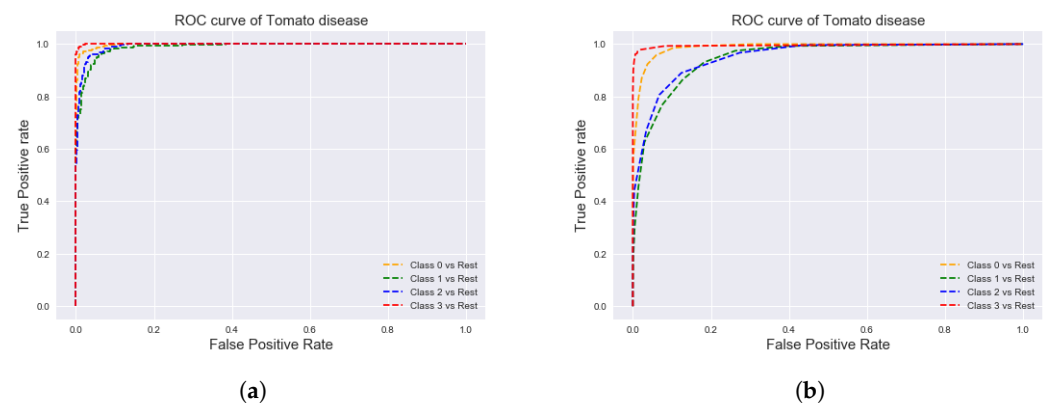 ROC curve of Tomato disease
True Positive rate
1.0
0.8
0.6
0.4
0.2
0.0
Class 0 vs Rest
Class 1 vs Rest
Class 2 vs Rest
Class 3 vs Rest
0.0 0.2 0.4 0.6 0.8 1.0
False Positive Rate
(a)
ROC curve of Tomato disease
True Positive rate
1.0
0.8
0.6
0.4
0.2
0.0
Class 0 vs Rest
Class 1 vs Rest
Class 2 vs Rest
Class 3 vs Rest
0.0 0.2 0.4 0.6 0.8 1.0
False Positive Rate
(b)